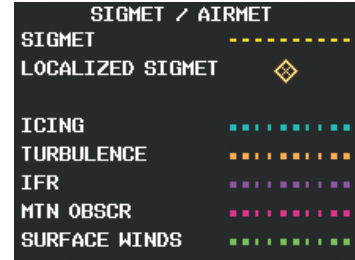 SIGMET / AIRMET
SIGMET
LOCALIZED SIGMET
ICING
TURBULENCE
IFR
MTN OBSCR
SURFACE WINDS